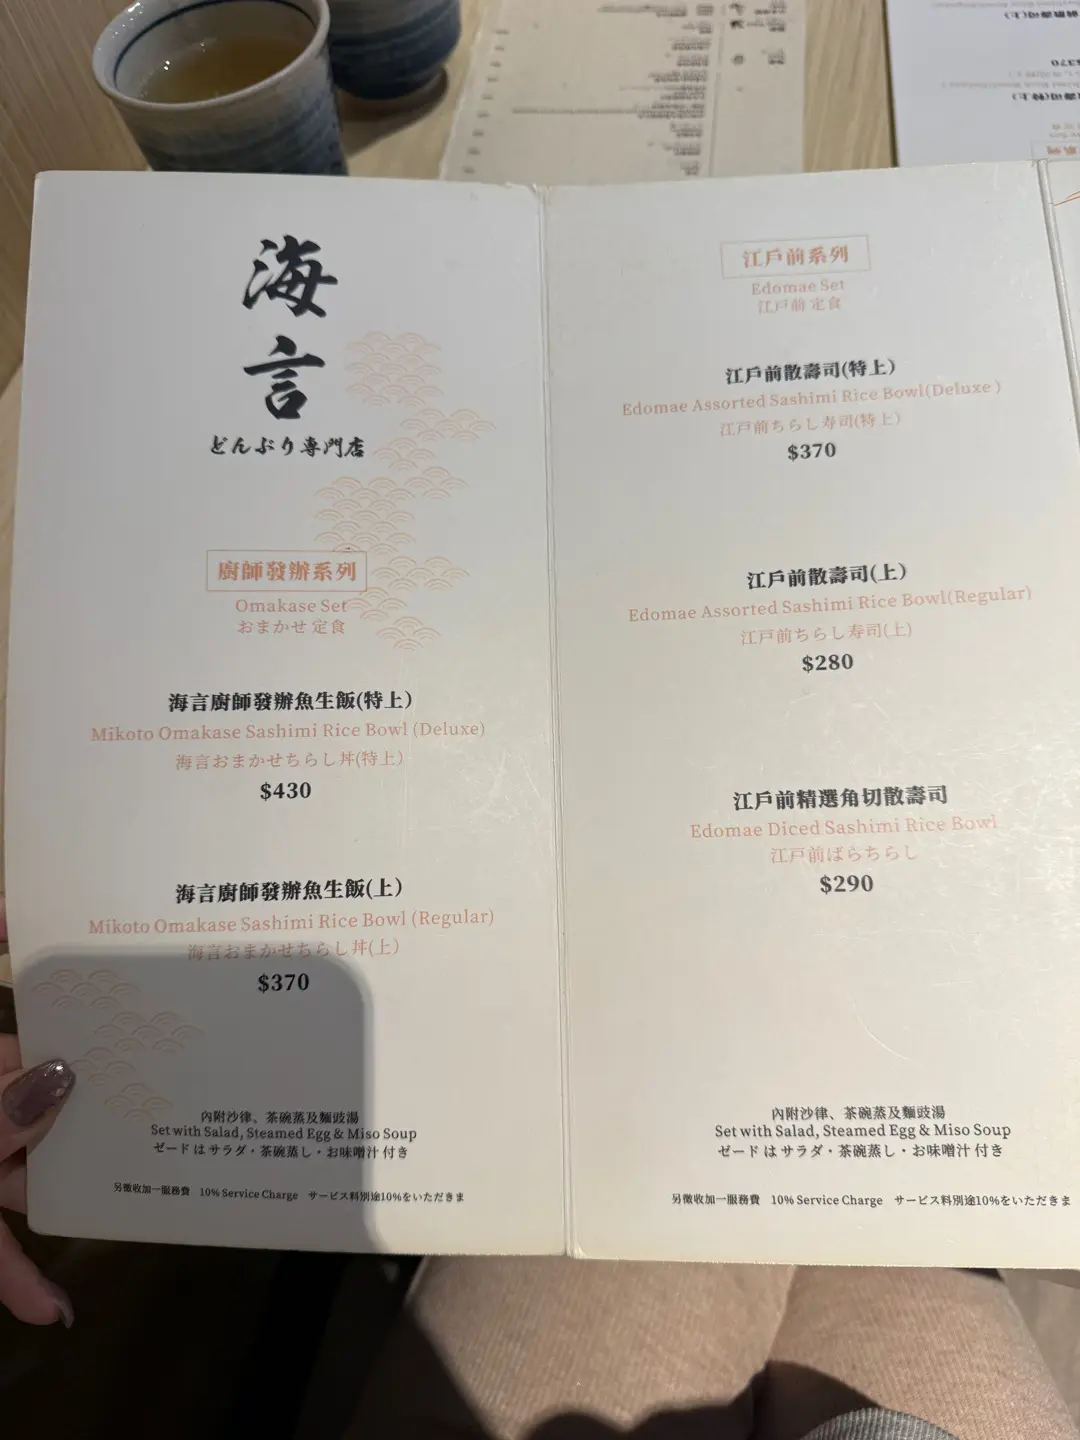 海
言
どんぶり専門店
廚師發辦系列
Omakase Set
おまかせ 定食
海言廚師發辦魚生飯(特上)
Mikoto Omakase Sashimi Rice Bowl (Deluxe)
海言おまかせちらし丼(特上)
$430
海言廚師發辦魚生飯(上)
Mikoto Omakase Sashimi Rice Bowl (Regular)
海言おまかせちらし丼(上)
$370
內附沙律、茶碗蒸及麵豉湯
Set with Salad, Steamed Egg & Miso Soup
ゼード は サラダ・茶碗蒸し・お味噌汁 付き
另徵收加一服務費 10% Service Charge サービス料別途10%をいただきま
江戶前系列
Edomae Set
江戸前 定食
江戶前散壽司(特上)
Edomae Assorted Sashimi Rice Bowl(Deluxe )
江戸前ちらし寿司(特上)
$370
江戶前散壽司(上)
Edomae Assorted Sashimi Rice Bowl(Regular)
江戸前ちらし寿司(上)
$280
江戶前精選角切散壽司
Edomae Diced Sashimi Rice Bowl
江戸前ばらちらし
$290
內附沙律、茶碗蒸及麵豉湯
Set with Salad, Steamed Egg & Miso Soup
ゼード は サラダ・茶碗蒸し・お味噌汁 付き
另徵收加一服務費 10% Service Charge サービス料別途10%をいただきま